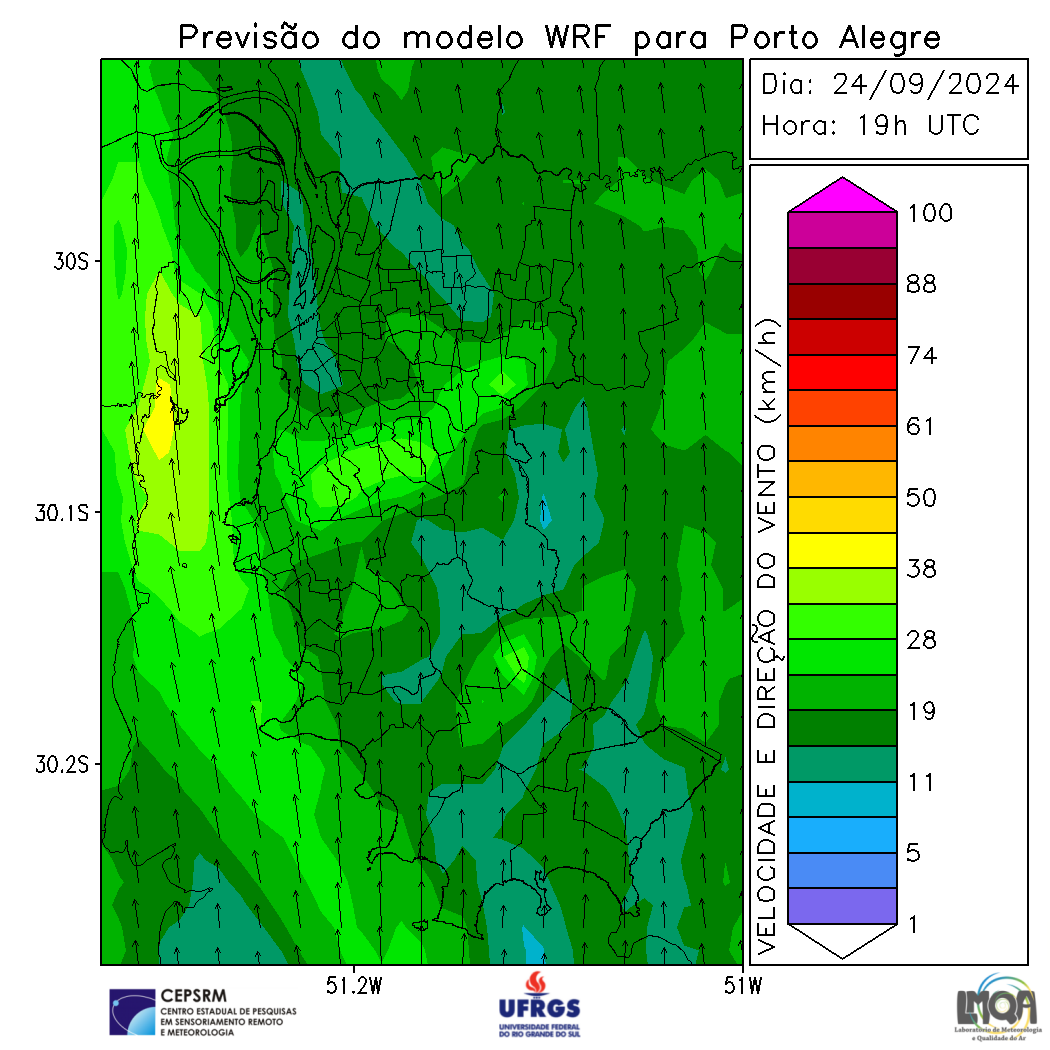 Previsão do modelo WRF para Porto Alegre
Dia: 24/09/2024
Hora: 19h UTC
30S
30.1S
30.2S
51.2W
51W
VELOCIDADE E DIREÇÃO DO VENTO (km/h)
100
88
74
61
50
38
28
19
11
5
1
CEPSRM
CENTRO ESTADUAL DE PESQUISAS
EM SENSORIAMENTO REMOTO
E METEOROLOGIA
UFRGS
UNIVERSIDADE FEDERAL
DO RIO GRANDE DO SUL
LMQA
Laboratório de Meteorologia
e Qualidade do Ar